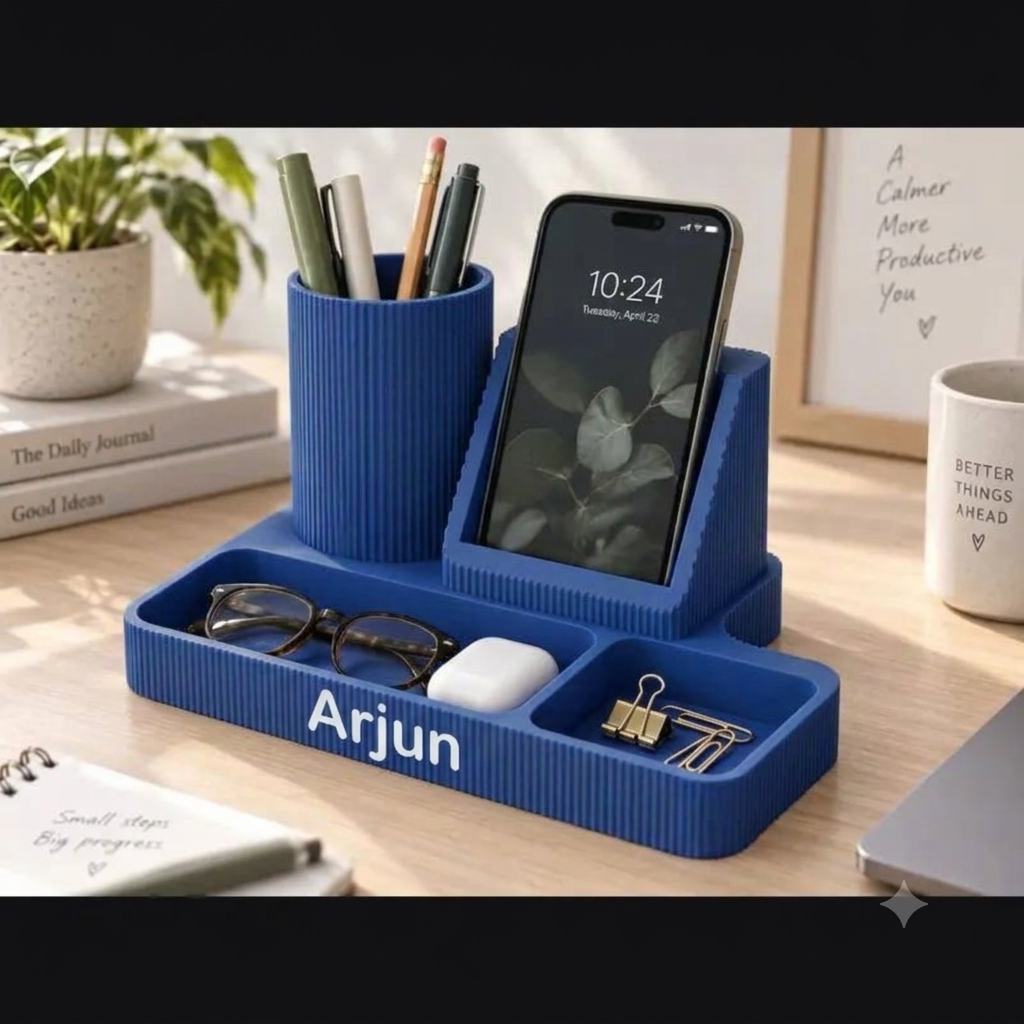 A
Calmer
More
Productive
You
10:24
Tuesday, April 23
The Daily Journal
Good Ideas
BETTER
THINGS
AHEAD
Arjun
Small steps
Big progress